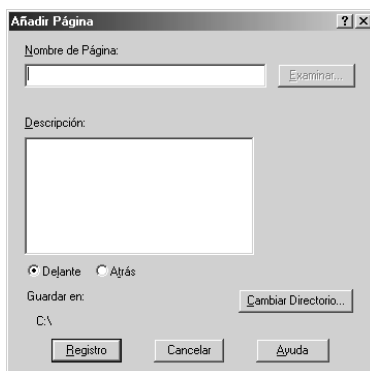 Añadir Página
Nombre de Página:
Examinar...
Descripción:
Delante Atrás
Guardar en:
Cambiar Directorio...
C:\
Registro Cancelar Ayuda